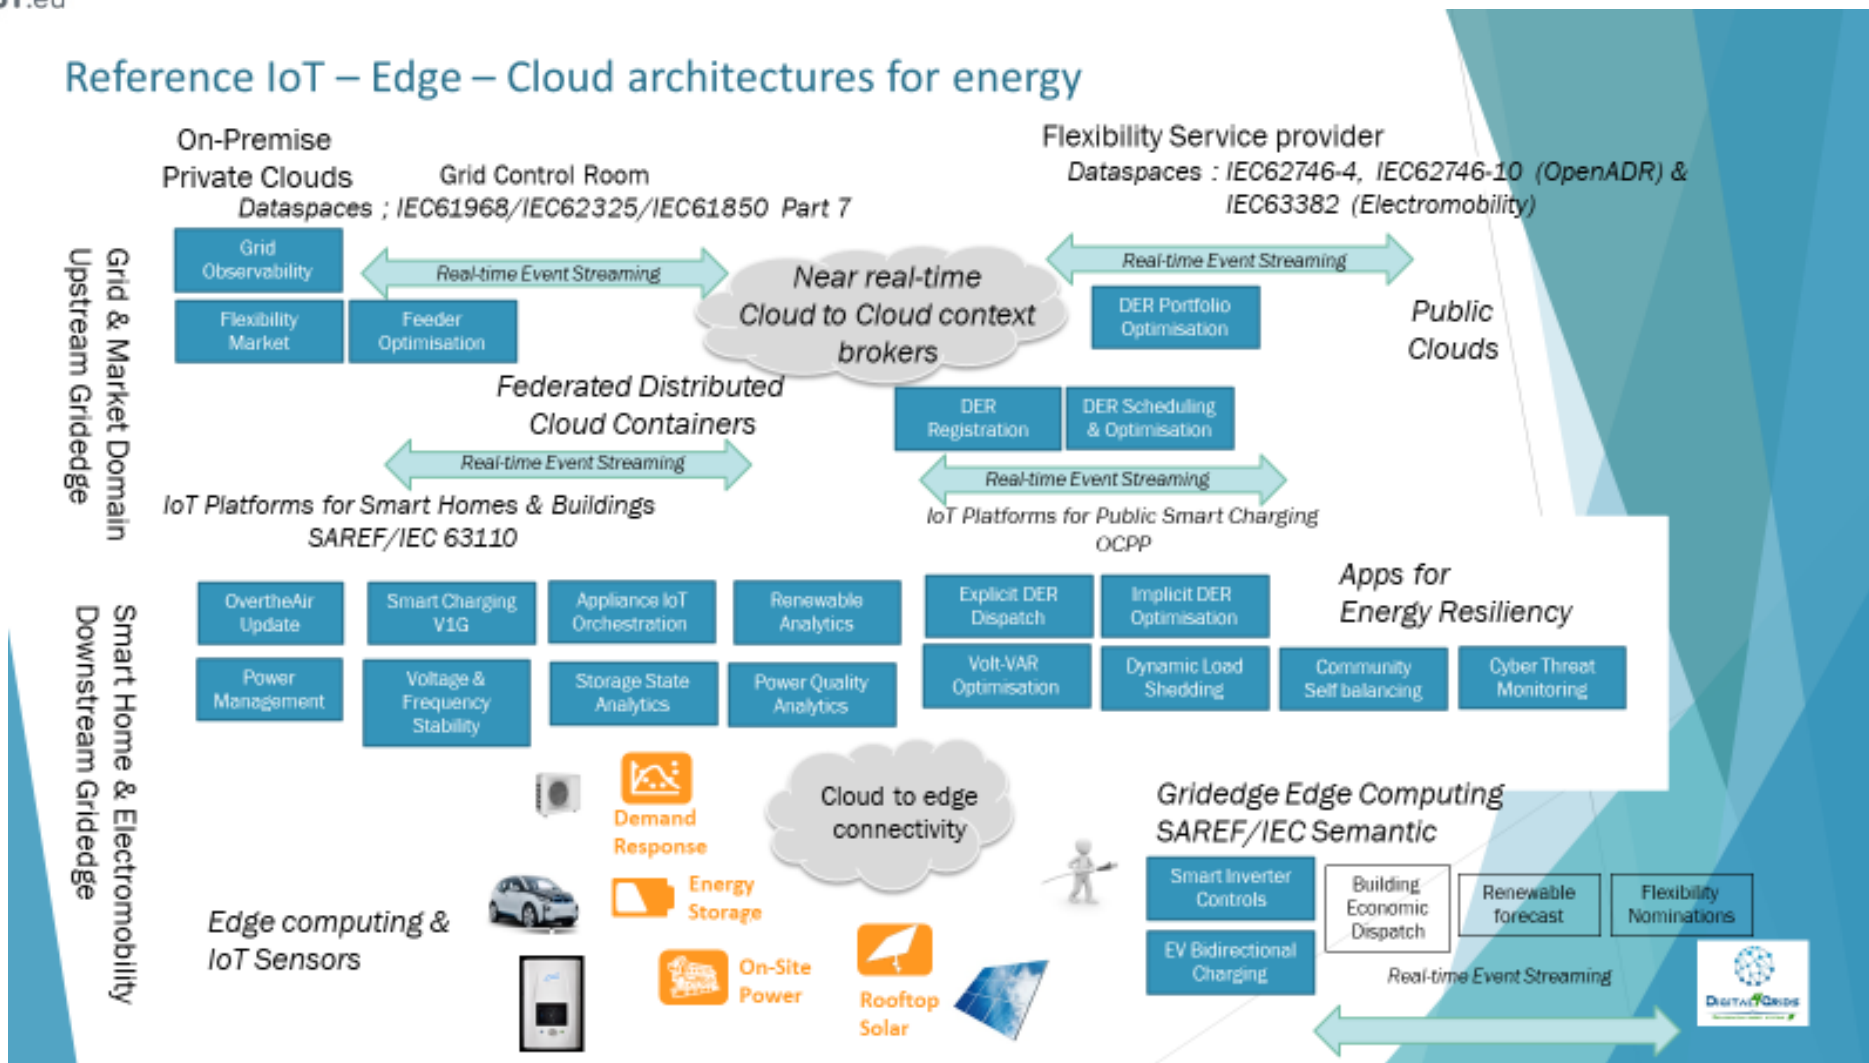 .eu
Reference IoT – Edge – Cloud architectures for energy
On-Premise
Private Clouds
Grid Control Room
Dataspaces ; IEC61968/IEC62325/IEC61850 Part 7
Flexibility Service provider
Dataspaces : IEC62746-4, IEC62746-10 (OpenADR) &
IEC63382 (Electromobility)
Grid & Market Domain
Upstream Gridedge
Grid
Observability
Real-time Event Streaming
Flexibility
Market
Feeder
Optimisation
Near real-time
Cloud to Cloud context
brokers
Real-time Event Streaming
DER Portfolio
Optimisation
Public
Clouds
Federated Distributed
Cloud Containers
DER
Registration
DER Scheduling
& Optimisation
Real-time Event Streaming
Real-time Event Streaming
IoT Platforms for Smart Homes & Buildings
SAREF/IEC 63110
IoT Platforms for Public Smart Charging
OCPP
Smart Home & Electromobility
Downstream Gridedge
OvertheAir
Update
Smart Charging
V1G
Appliance IoT
Orchestration
Renewable
Analytics
Explicit DER
Dispatch
Implicit DER
Optimisation
Apps for
Energy Resiliency
Power
Management
Voltage &
Frequency
Stability
Storage State
Analytics
Power Quality
Analytics
Volt-VAR
Optimisation
Dynamic Load
Shedding
Community
Self balancing
Cyber Threat
Monitoring
Demand
Response
Cloud to edge
connectivity
Gridedge Edge Computing
SAREF/IEC Semantic
Energy
Storage
Edge computing &
IoT Sensors
On-Site
Power
Rooftop
Solar
Smart Inverter
Controls
Building
Economic
Dispatch
Renewable
forecast
Flexibility
Nominations
EV Bidirectional
Charging
Real-time Event Streaming
DIGITAL4GRIDS